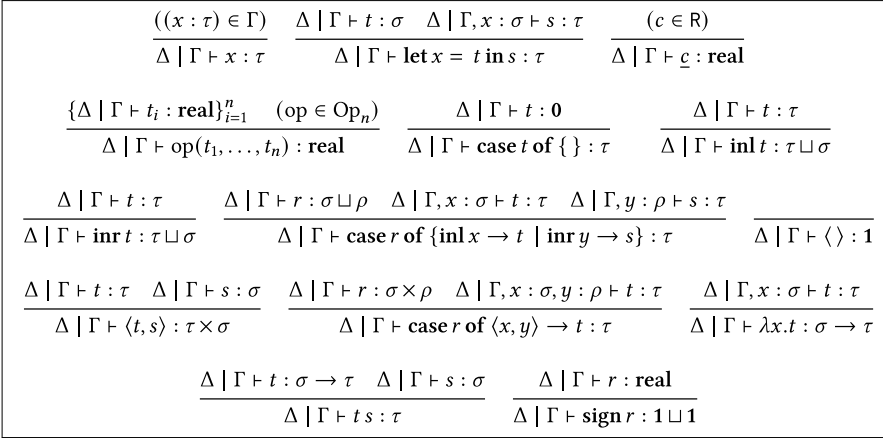 ((x : τ) ∈ Γ)   Δ | Γ ⊢ t : σ   Δ | Γ, x : σ ⊢ s : τ   (c ∈ R)
Δ | Γ ⊢ x : τ   Δ | Γ ⊢ let x = t in s : τ   Δ | Γ ⊢ c̲ : real
{Δ | Γ ⊢ tᵢ : real}ⁿᵢ₌₁   (op ∈ Opₙ)   Δ | Γ ⊢ t : 0   Δ | Γ ⊢ t : τ
Δ | Γ ⊢ op(t₁, . . . , tₙ) : real   Δ | Γ ⊢ case t of { } : τ   Δ | Γ ⊢ inl t : τ ⊔ σ
Δ | Γ ⊢ t : τ   Δ | Γ ⊢ r : σ ⊔ ρ   Δ | Γ, x : σ ⊢ t : τ   Δ | Γ, y : ρ ⊢ s : τ
Δ | Γ ⊢ inr t : τ ⊔ σ   Δ | Γ ⊢ case r of {inl x → t | inr y → s} : τ   Δ | Γ ⊢ ⟨ ⟩ : 1
Δ | Γ ⊢ t : τ   Δ | Γ ⊢ s : σ   Δ | Γ ⊢ r : σ × ρ   Δ | Γ, x : σ, y : ρ ⊢ t : τ   Δ | Γ, x : σ ⊢ t : τ
Δ | Γ ⊢ ⟨t, s⟩ : τ × σ   Δ | Γ ⊢ case r of ⟨x, y⟩ → t : τ   Δ | Γ ⊢ λx.t : σ → τ
Δ | Γ ⊢ t : σ → τ   Δ | Γ ⊢ s : σ   Δ | Γ ⊢ r : real
Δ | Γ ⊢ t s : τ   Δ | Γ ⊢ sign r : 1 ⊔ 1